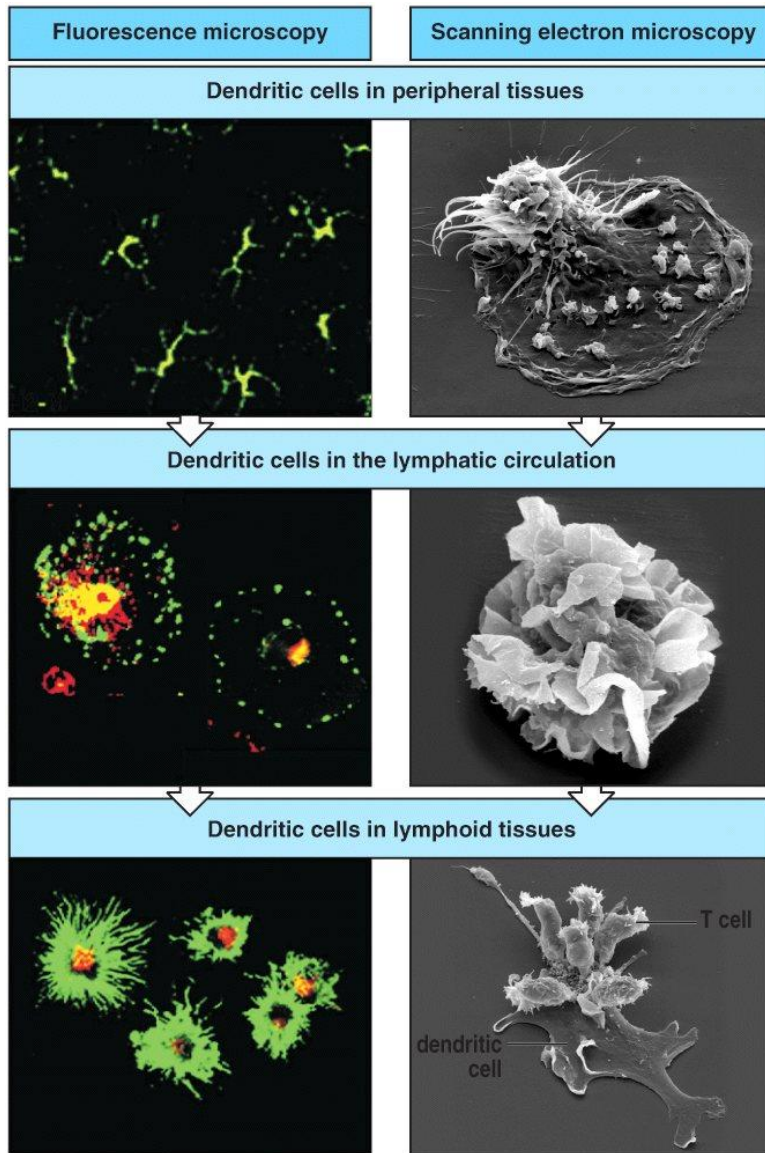 Fluorescence microscopy
Scanning electron microscopy
Dendritic cells in peripheral tissues
Dendritic cells in the lymphatic circulation
Dendritic cells in lymphoid tissues
T cell
dendritic
cell